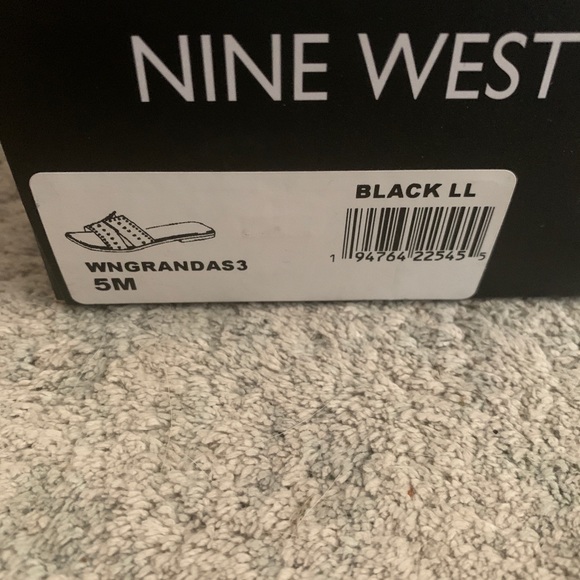 NINE WEST
BLACK LL
WNGRANDAS3
5M
1 94764 22545 5